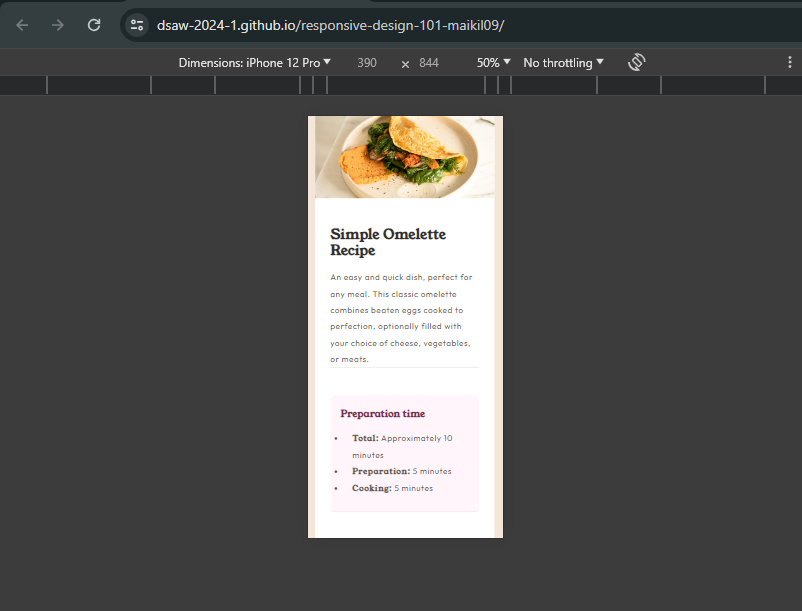 dsaw-2024-1.github.io/responsive-design-101-maikil09/
Dimensions: iPhone 12 Pro 390 × 844 50% No throttling
Simple Omelette
Recipe
An easy and quick dish, perfect for
any meal. This classic omelette
combines beaten eggs cooked to
perfection, optionally filled with
your choice of cheese, vegetables,
or meats.
Preparation time
• Total: Approximately 10
minutes
• Preparation: 5 minutes
• Cooking: 5 minutes